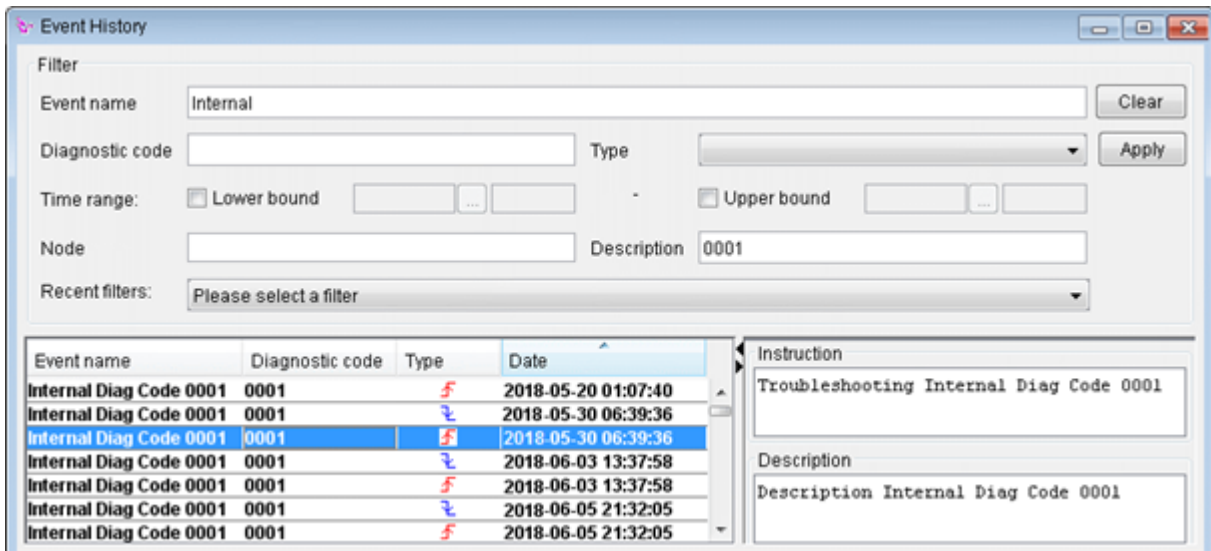 Event History
Filter
Event name Internal Clear
Diagnostic code Type Apply
Time range: Lower bound ... - Upper bound ...
Node Description 0001
Recent filters: Please select a filter
Event name Diagnostic code Type Date
Internal Diag Code 0001 0001 2018-05-20 01:07:40
Internal Diag Code 0001 0001 2018-05-30 06:39:36
Internal Diag Code 0001 0001 2018-05-30 06:39:36
Internal Diag Code 0001 0001 2018-06-03 13:37:58
Internal Diag Code 0001 0001 2018-06-03 13:37:58
Internal Diag Code 0001 0001 2018-06-05 21:32:05
Internal Diag Code 0001 0001 2018-06-05 21:32:05
Instruction
Troubleshooting Internal Diag Code 0001
Description
Description Internal Diag Code 0001